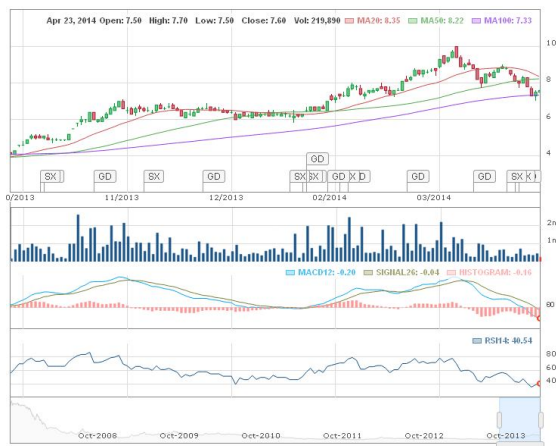 Apr 23, 2014 Open: 7.50 High: 7.70 Low: 7.50 Close: 7.60 Vol: 219,890 MA20: 8.35 MA50: 8.22 MA100: 7.33
10
8
6
4
GD
SX GD SX GD SX SX GD X D GD GD SX X
0/2013 11/2013 12/2013 02/2014 03/2014
2m
1m
MACD12: -0.20 SIGNAL26: -0.04 HISTOGRAM: -0.16
RSI14: 40.54
80
60
40
Oct-2008 Oct-2009 Oct-2010 Oct-2011 Oct-2012 Oct-2013